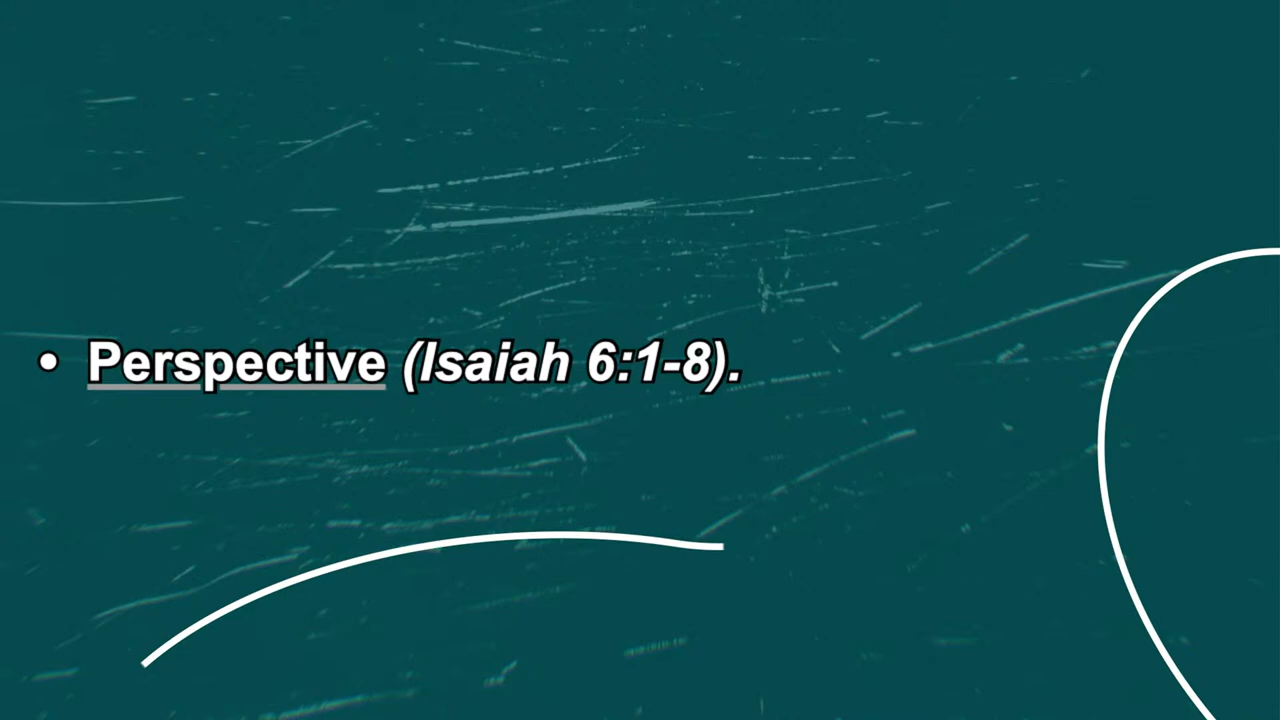 • Perspective (Isaiah 6:1-8).